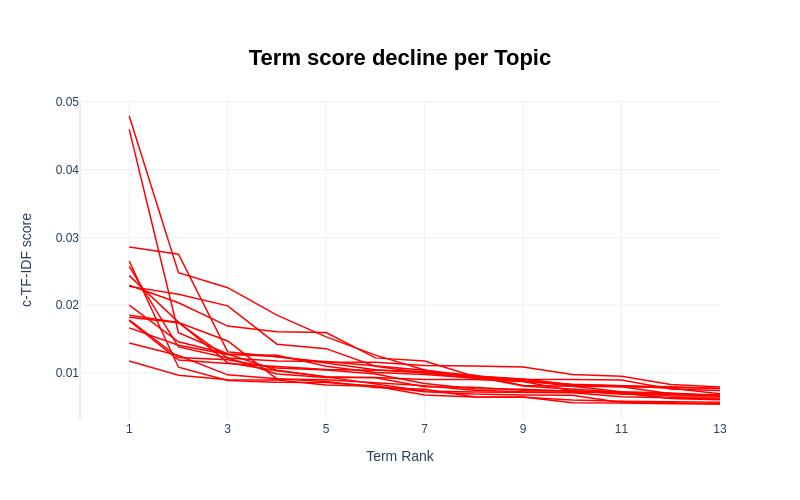 Term score decline per Topic
0.05
0.04
0.03
0.02
0.01
c-TF-IDF score
1 3 5 7 9 11 13
Term Rank